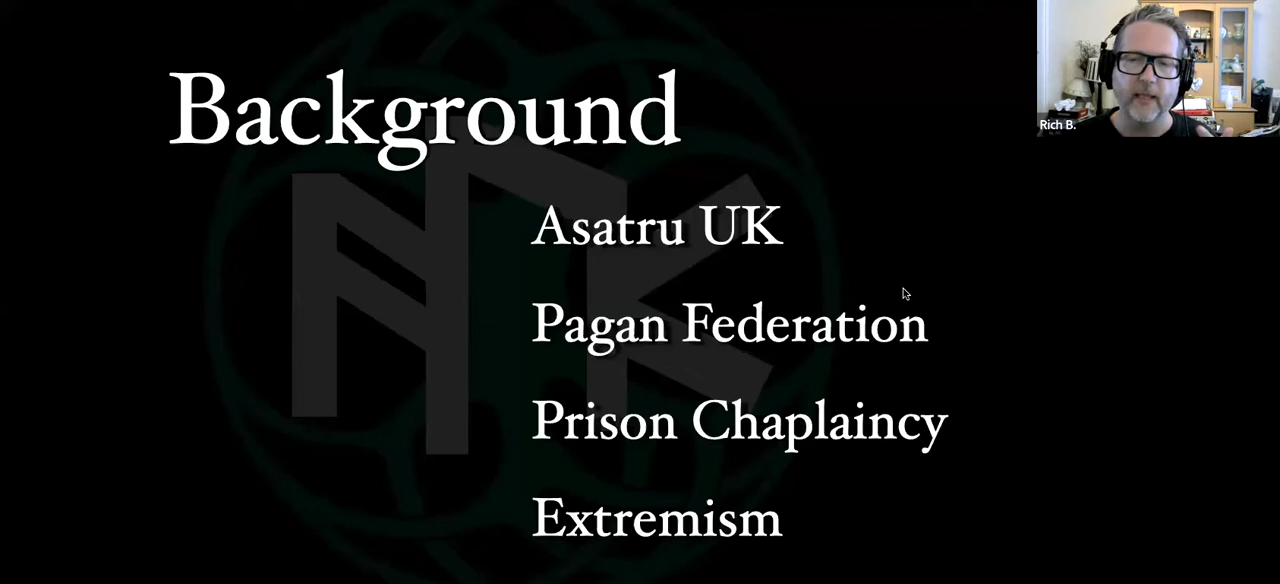 Background
Asatru UK
Pagan Federation
Prison Chaplaincy
Extremism
Rich B.